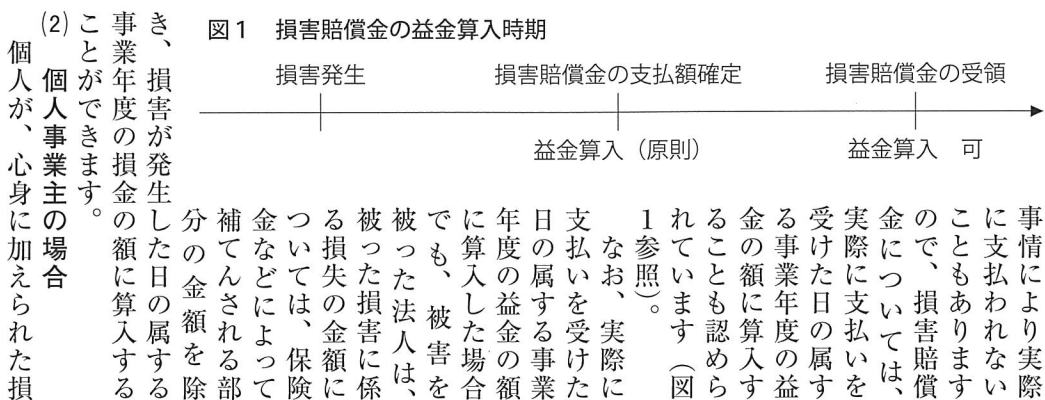 図1　損害賠償金の益金算入時期
損害発生
損害賠償金の支払額確定
損害賠償金の受領
益金算入（原則）
益金算入　可
事情により実際
に支払われない
こともあります
ので、損害賠償
金については、
実際に支払いを
受けた日の属す
る事業年度の益
金の額に算入す
ることも認めら
れています（図
1参照）。
なお、実際に
支払いを受けた
日の属する事業
年度の益金の額
に算入した場合
でも、被害を
被った法人は、
被った損害に係
る損失の金額に
ついては、保険
金などによって
補てんされる部
分の金額を除
き、損害が発生した日の属する
事業年度の損金の額に算入する
ことができます。
(2)　個人事業主の場合
個人が、心身に加えられた損